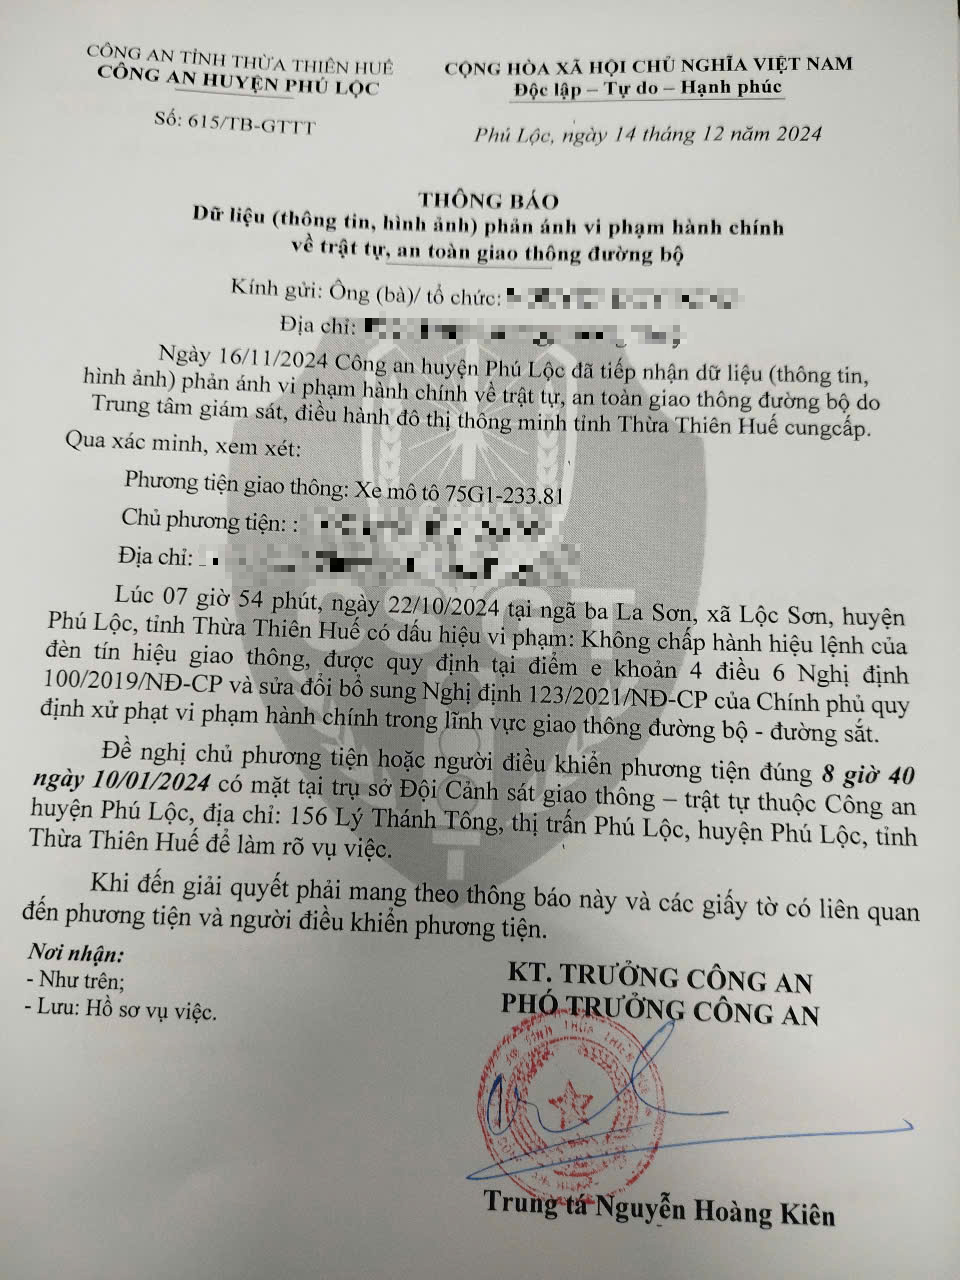 CÔNG AN TỈNH THỪA THIÊN HUẾ
CÔNG AN HUYỆN PHÚ LỘC
Số: 615/TB-GTTT
CỘNG HÒA XÃ HỘI CHỦ NGHĨA VIỆT NAM
Độc lập – Tự do – Hạnh phúc
Phú Lộc, ngày 14 tháng 12 năm 2024
THÔNG BÁO
Dữ liệu (thông tin, hình ảnh) phản ánh vi phạm hành chính
về trật tự, an toàn giao thông đường bộ
Kính gửi: Ông (bà)/ tổ chức:
Địa chỉ:
Ngày 16/11/2024 Công an huyện Phú Lộc đã tiếp nhận dữ liệu (thông tin,
hình ảnh) phản ánh vi phạm hành chính về trật tự, an toàn giao thông đường bộ do
Trung tâm giám sát, điều hành đô thị thông minh tỉnh Thừa Thiên Huế cungcấp.
Qua xác minh, xem xét:
Phương tiện giao thông: Xe mô tô 75G1-233.81
Chủ phương tiện: :
Địa chỉ:
Lúc 07 giờ 54 phút, ngày 22/10/2024 tại ngã ba La Sơn, xã Lộc Sơn, huyện
Phú Lộc, tỉnh Thừa Thiên Huế có dấu hiệu vi phạm: Không chấp hành hiệu lệnh của
đèn tín hiệu giao thông, được quy định tại điểm e khoản 4 điều 6 Nghị định
100/2019/NĐ-CP và sửa đổi bổ sung Nghị định 123/2021/NĐ-CP của Chính phủ quy
định xử phạt vi phạm hành chính trong lĩnh vực giao thông đường bộ - đường sắt.
Đề nghị chủ phương tiện hoặc người điều khiển phương tiện đúng 8 giờ 40
ngày 10/01/2024 có mặt tại trụ sở Đội Cảnh sát giao thông – trật tự thuộc Công an
huyện Phú Lộc, địa chỉ: 156 Lý Thánh Tông, thị trấn Phú Lộc, huyện Phú Lộc, tỉnh
Thừa Thiên Huế để làm rõ vụ việc.
Khi đến giải quyết phải mang theo thông báo này và các giấy tờ có liên quan
đến phương tiện và người điều khiển phương tiện.
Nơi nhận:
- Như trên;
- Lưu: Hồ sơ vụ việc.
KT. TRƯỞNG CÔNG AN
PHÓ TRƯỞNG CÔNG AN
Trung tá Nguyễn Hoàng Kiên